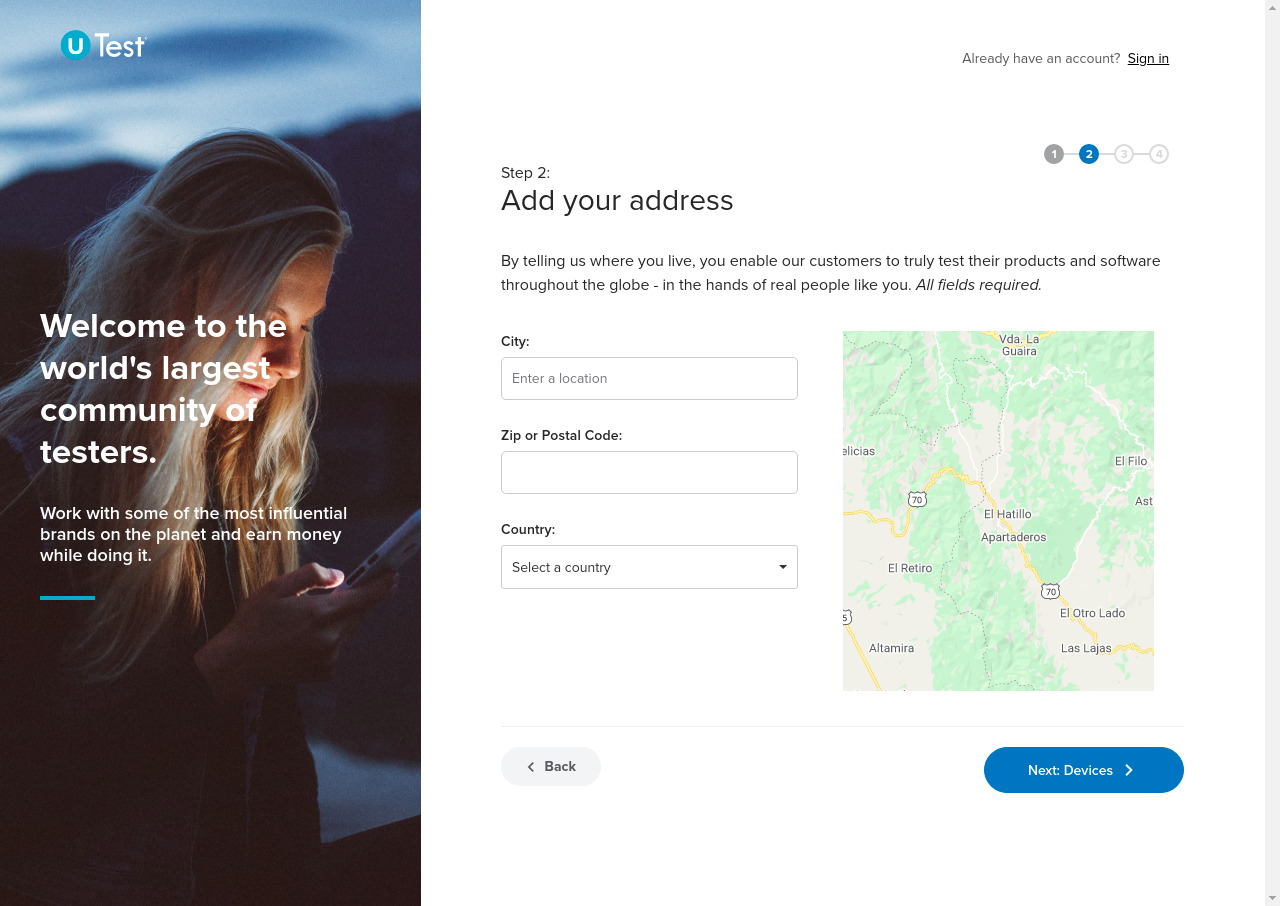 U Test
Already have an account? Sign in
1 2 3 4
Step 2:
Add your address
By telling us where you live, you enable our customers to truly test their products and software
throughout the globe - in the hands of real people like you. All fields required.
Welcome to the
world's largest
community of
testers.
Work with some of the most influential
brands on the planet and earn money
while doing it.
City:
Enter a location
Zip or Postal Code:
Country:
Select a country
Vda. La
Guaira
elicias
El Filo
70
Ast
El Hatillo
Apartaderos
El Retiro
70
5
El Otro Lado
Altamira
Las Lajas
Back
Next: Devices